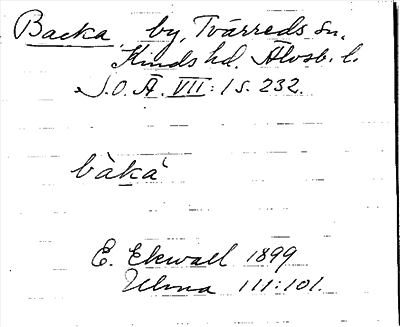 Backa by, Tvärreds sn.
Kinds hd. Älvsb. l.
S.O.Ä. VII:1 s. 232.
bàka´
E. Ekwall 1899
Ulma 111:101.